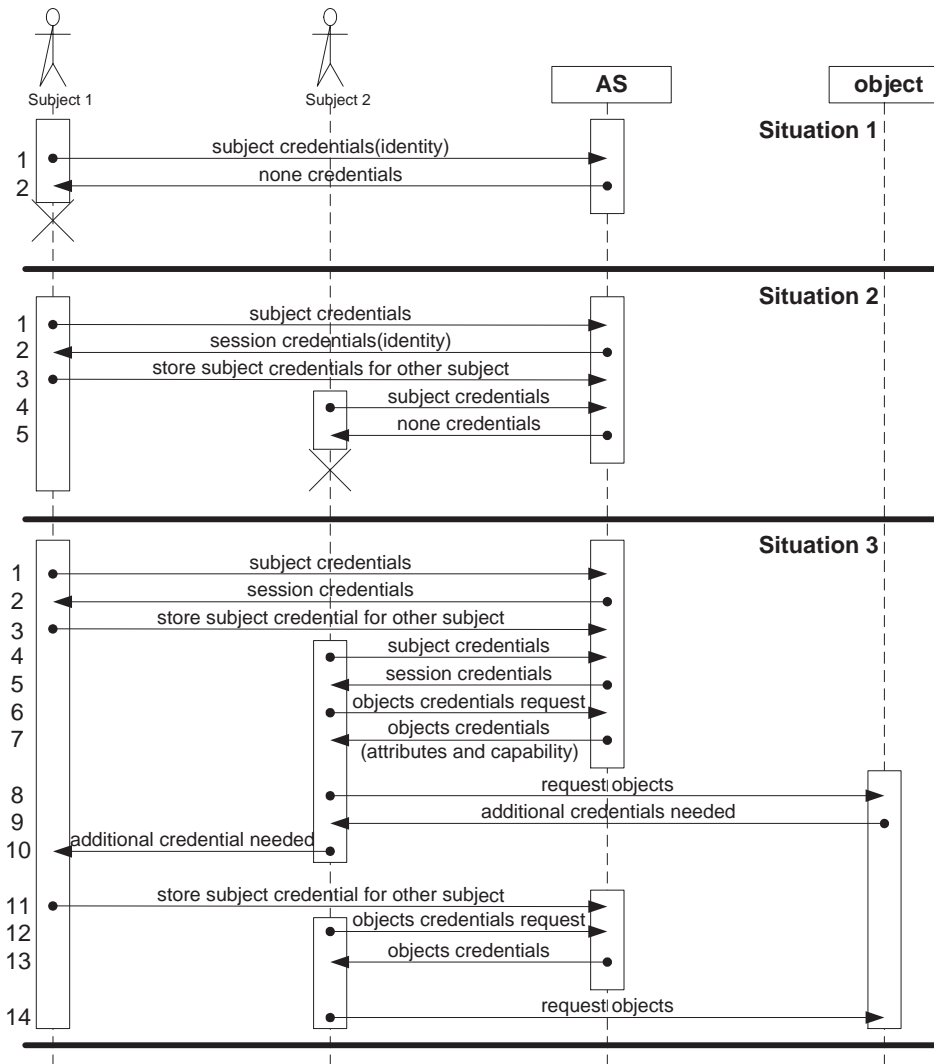 Subject 1
Subject 2
AS
object
Situation 1
1 subject credentials(identity)
2 none credentials
Situation 2
1 subject credentials
2 session credentials(identity)
3 store subject credentials for other subject
4 subject credentials
5 none credentials
Situation 3
1 subject credentials
2 session credentials
3 store subject credential for other subject
4 subject credentials
5 session credentials
6 objects credentials request
7 objects credentials
(attributes and capability)
8 request objects
9 additional credentials needed
10 additional credential needed
11 store subject credential for other subject
12 objects credentials request
13 objects credentials
14 request objects